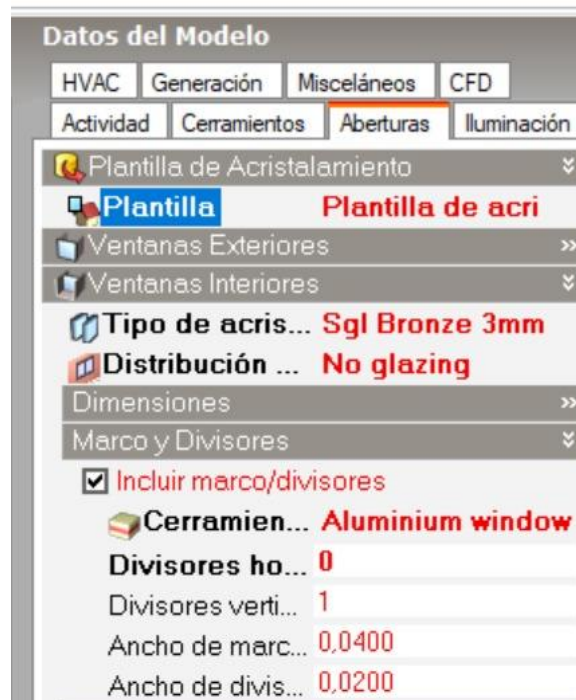 Datos del Modelo
HVAC Generación Misceláneos CFD
Actividad Cerramientos Aberturas Iluminación
Plantilla de Acristalamiento
Plantilla Plantilla de acri
Ventanas Exteriores
Ventanas Interiores
Tipo de acris... Sgl Bronze 3mm
Distribución ... No glazing
Dimensiones
Marco y Divisores
Incluir marco/divisores
Cerramien... Aluminium window
Divisores ho... 0
Divisores verti... 1
Ancho de marc... 0,0400
Ancho de divis... 0,0200